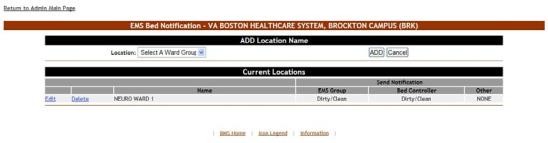 Return to Admin Main Page
EMS Bed Notification - VA BOSTON HEALTHCARE SYSTEM, BROCKTON CAMPUS (BRK)
ADD Location Name
Location: Select A Ward Group ADD Cancel
Current Locations
Send Notification
Name EMS Group Bed Controller Other
Edit Delete NEURO WARD 1 Dirty/Clean Dirty/Clean NONE
| BMS Home | Icon Legend | Information |